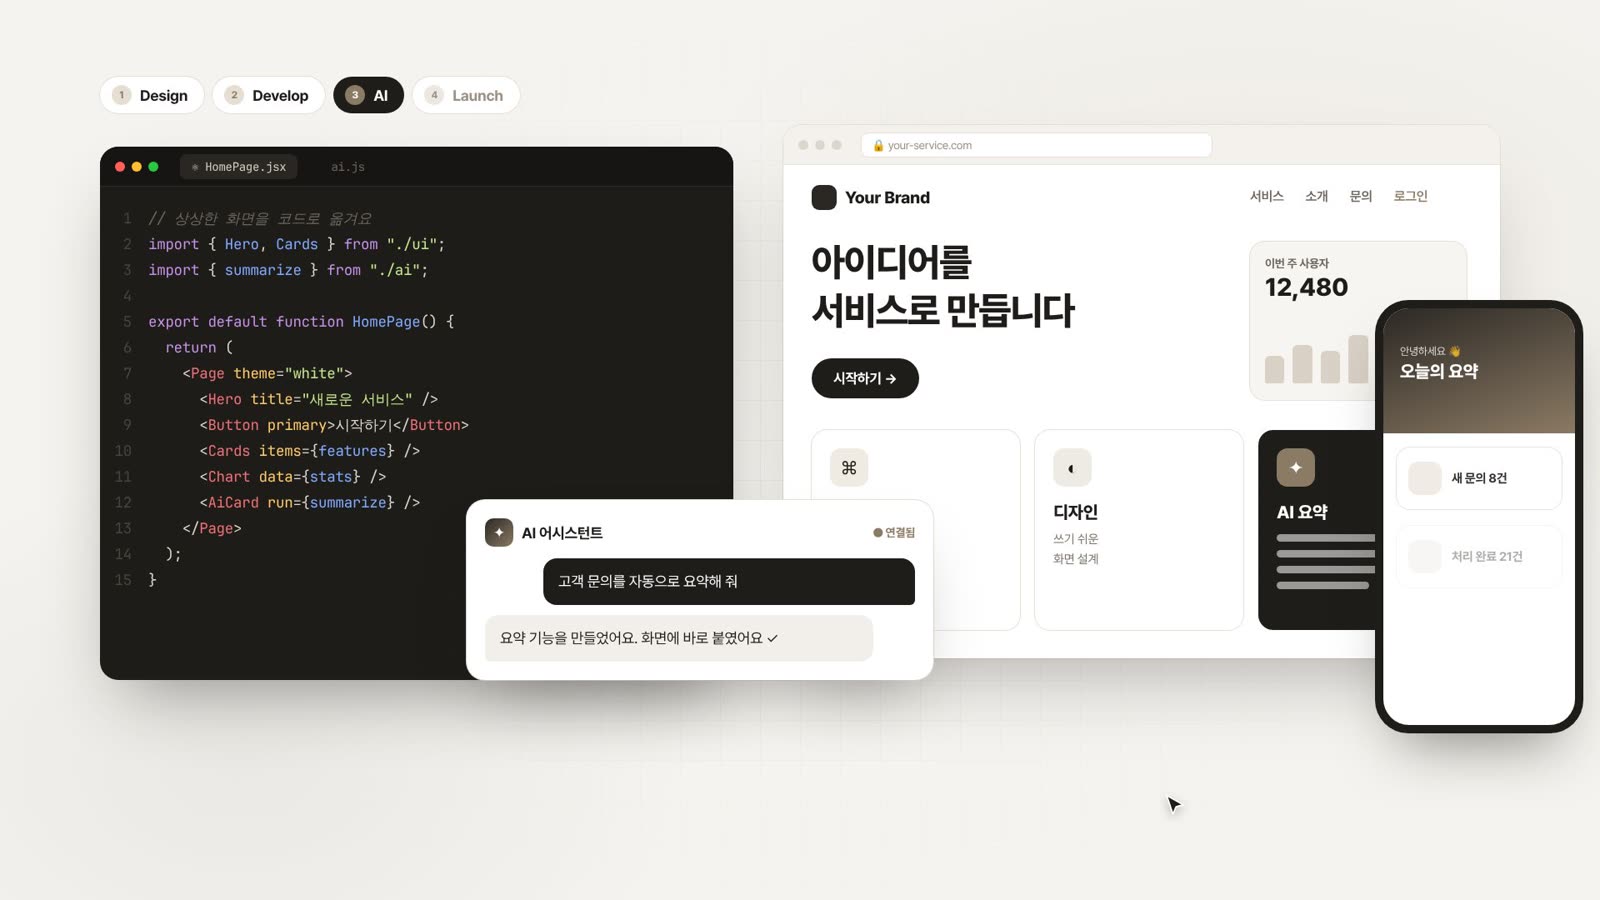 1 Design
2 Develop
3 AI
4 Launch
HomePage.jsx
ai.js
1 // 상상한 화면을 코드로 옮겨요
2 import { Hero, Cards } from "./ui";
3 import { summarize } from "./ai";
4
5 export default function HomePage() {
6 return (
7 <Page theme="white">
8 <Hero title="새로운 서비스" />
9 <Button primary>시작하기</Button>
10 <Cards items={features} />
11 <Chart data={stats} />
12 <AiCard run={summarize} />
13 </Page>
14 );
15 }
AI 어시스턴트
연결됨
고객 문의를 자동으로 요약해 줘
요약 기능을 만들었어요. 화면에 바로 붙였어요 ✓
your-service.com
Your Brand
서비스
소개
문의
로그인
아이디어를
서비스로 만듭니다
시작하기 →
이번 주 사용자
12,480
⌘
디자인
쓰기 쉬운
화면 설계
AI 요약
안녕하세요 👋
오늘의 요약
새 문의 8건
처리 완료 21건